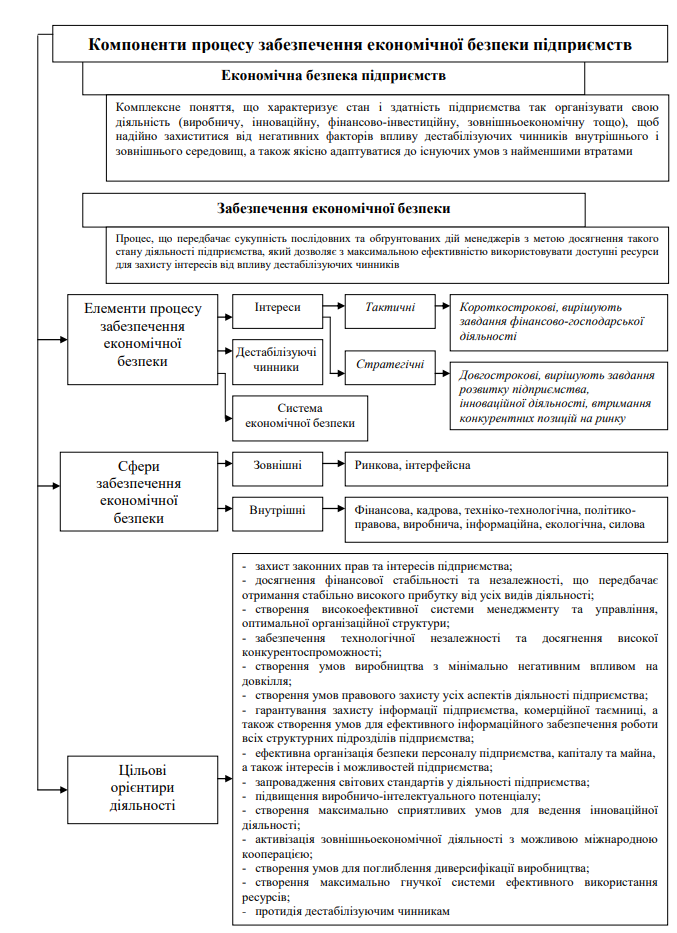 Компоненти процесу забезпечення економічної безпеки підприємств
Економічна безпека підприємств
Комплексне поняття, що характеризує стан і здатність підприємства так організувати свою
діяльність (виробничу, інноваційну, фінансово-інвестиційну, зовнішньоекономічну тощо), щоб
надійно захиститися від негативних факторів впливу дестабілізуючих чинників внутрішнього і
зовнішнього середовищ, а також якісно адаптуватися до існуючих умов з найменшими втратами
Забезпечення економічної безпеки
Процес, що передбачає сукупність послідовних та обґрунтованих дій менеджерів з метою досягнення такого
стану діяльності підприємства, який дозволяє з максимальною ефективністю використовувати доступні ресурси
для захисту інтересів від впливу дестабілізуючих чинників
Елементи процесу
забезпечення
економічної
безпеки
Інтереси
Тактичні
Короткострокові, вирішують
завдання фінансово-господарської
діяльності
Дестабілізуючі
чинники
Стратегічні
Довгострокові, вирішують завдання
розвитку підприємства,
інноваційної діяльності, втримання
конкурентних позицій на ринку
Система
економічної безпеки
Сфери
забезпечення
економічної
безпеки
Зовнішні
Ринкова, інтерфейсна
Внутрішні
Фінансова, кадрова, техніко-технологічна, політико-
правова, виробнича, інформаційна, екологічна, силова
Цільові
орієнтири
діяльності
- захист законних прав та інтересів підприємства;
- досягнення фінансової стабільності та незалежності, що передбачає
отримання стабільно високого прибутку від усіх видів діяльності;
- створення високоефективної системи менеджменту та управління,
оптимальної організаційної структури;
- забезпечення технологічної незалежності та досягнення високої
конкурентоспроможності;
- створення умов виробництва з мінімально негативним впливом на
довкілля;
- створення умов правового захисту усіх аспектів діяльності підприємства;
- гарантування захисту інформації підприємства, комерційної таємниці, а
також створення умов для ефективного інформаційного забезпечення роботи
всіх структурних підрозділів підприємства;
- ефективна організація безпеки персоналу підприємства, капіталу та майна,
а також інтересів і можливостей підприємства;
- запровадження світових стандартів у діяльності підприємства;
- підвищення виробничо-інтелектуального потенціалу;
- створення максимально сприятливих умов для ведення інноваційної
діяльності;
- активізація зовнішньоекономічної діяльності з можливою міжнародною
кооперацією;
- створення умов для поглиблення диверсифікації виробництва;
- створення максимально гнучкої системи ефективного використання
ресурсів;
- протидія дестабілізуючим чинникам